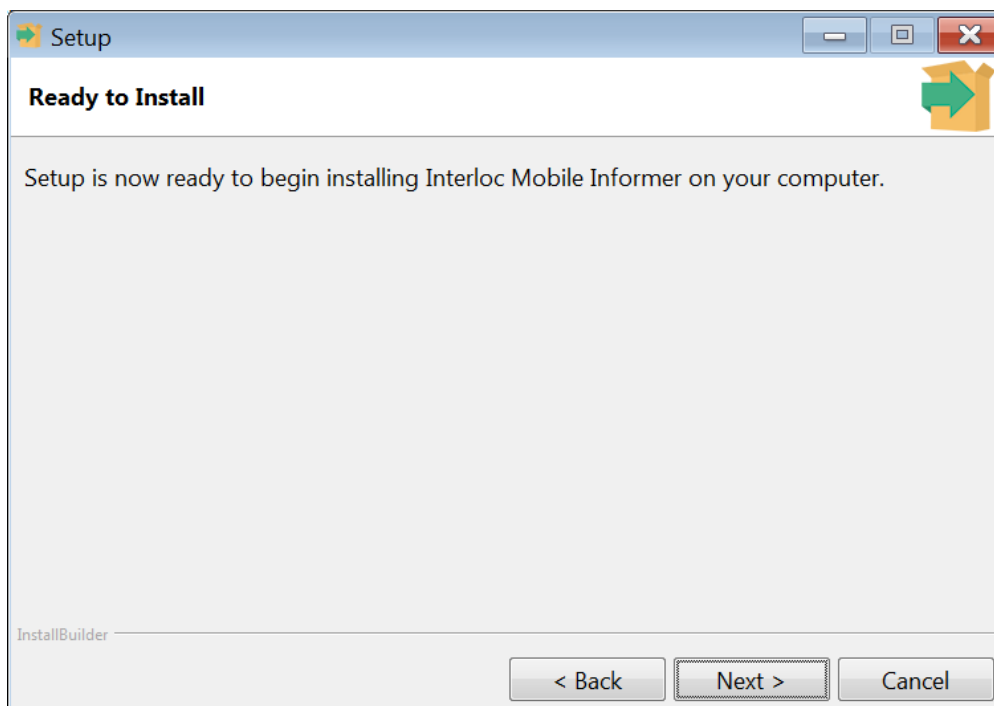 Setup
Ready to Install
Setup is now ready to begin installing Interloc Mobile Informer on your computer.
InstallBuilder
< Back Next > Cancel